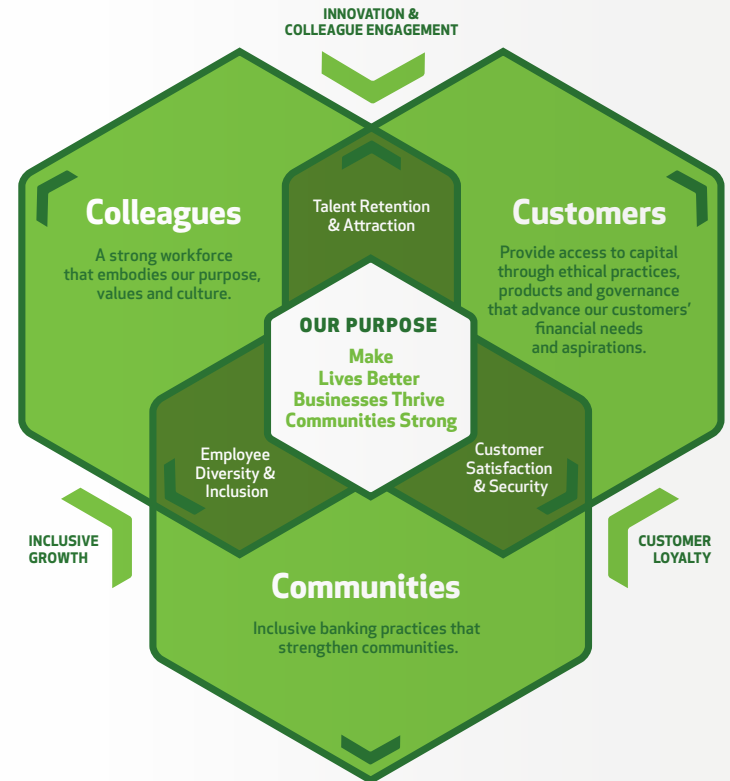 INNOVATION &
COLLEAGUE ENGAGEMENT
Colleagues
A strong workforce
that embodies our purpose,
values and culture.
Talent Retention
& Attraction
Customers
Provide access to capital
through ethical practices,
products and governance
that advance our customers’
financial needs
and aspirations.
OUR PURPOSE
Make
Lives Better
Businesses Thrive
Communities Strong
Employee
Diversity &
Inclusion
Customer
Satisfaction
& Security
INCLUSIVE
GROWTH
CUSTOMER
LOYALTY
Communities
Inclusive banking practices that
strengthen communities.